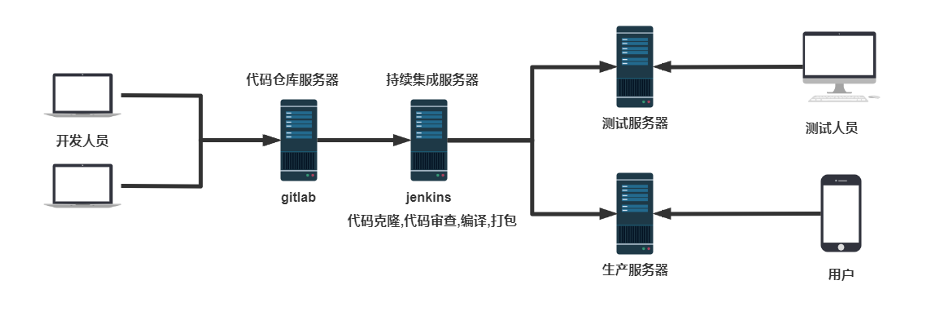 代码仓库服务器
持续集成服务器
开发人员
测试服务器
测试人员
gitlab
jenkins
代码克隆,代码审查,编译,打包
生产服务器
用户